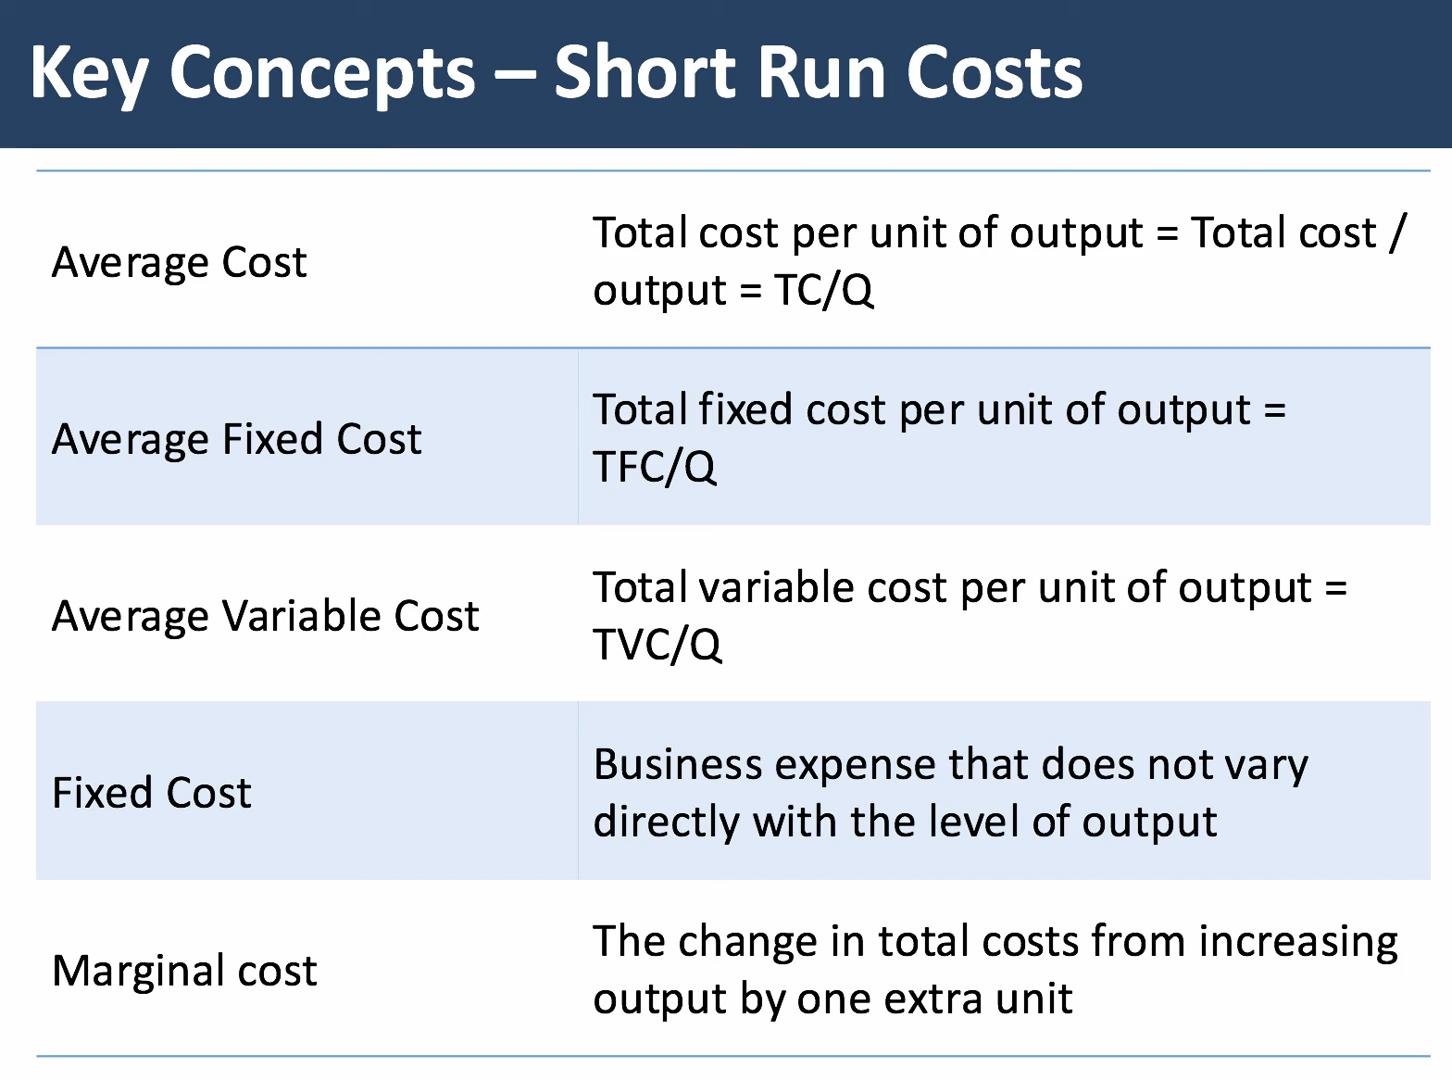 Key Concepts – Short Run Costs
Average Cost
Total cost per unit of output = Total cost /
output = TC/Q
Average Fixed Cost
Total fixed cost per unit of output =
TFC/Q
Average Variable Cost
Total variable cost per unit of output =
TVC/Q
Fixed Cost
Business expense that does not vary
directly with the level of output
Marginal cost
The change in total costs from increasing
output by one extra unit